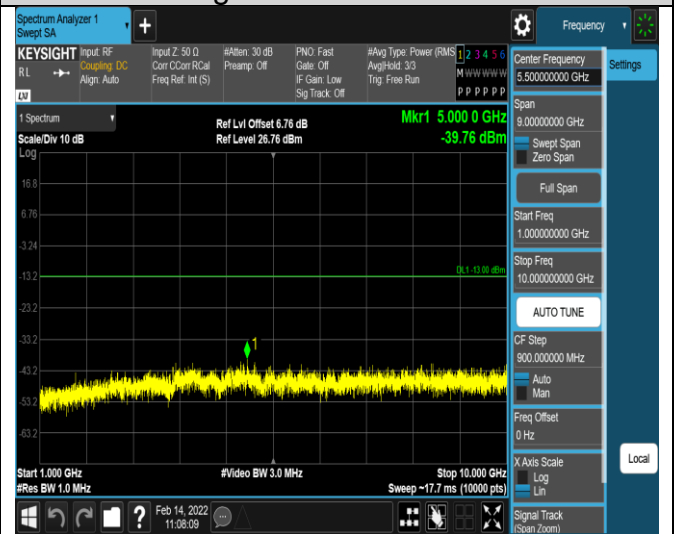 Spectrum Analyzer 1
Swept SA
+
Frequency
KEYSIGHT
RL
LXI
Input: RF
Coupling: DC
Align: Auto
Input Z: 50 Ω
Corr CCorr RCal
Freq Ref: Int (S)
#Atten: 30 dB
Preamp: Off
PNO: Fast
Gate: Off
IF Gain: Low
Sig Track: Off
#Avg Type: Power (RMS
Avg|Hold: 3/3
Trig: Free Run
1 2 3 4 5 6
M W W W W W
P P P P P P
1 Spectrum
Scale/Div 10 dB
Log
Ref Lvl Offset 6.76 dB
Ref Level 26.76 dBm
Mkr1 5.000 0 GHz
-39.76 dBm
16.8
6.76
-3.24
-13.2
-23.2
-33.2
-43.2
-53.2
-63.2
DL1 -13.00 dBm
1
Start 1.000 GHz
#Res BW 1.0 MHz
#Video BW 3.0 MHz
Stop 10.000 GHz
Sweep ~17.7 ms (10000 pts)
Center Frequency
5.500000000 GHz
Span
9.00000000 GHz
Swept Span
Zero Span
Full Span
Start Freq
1.000000000 GHz
Stop Freq
10.000000000 GHz
AUTO TUNE
CF Step
900.000000 MHz
Auto
Man
Freq Offset
0 Hz
X Axis Scale
Log
Lin
Signal Track
(Span Zoom)
Settings
Local
?
Feb 14, 2022
11:08:09